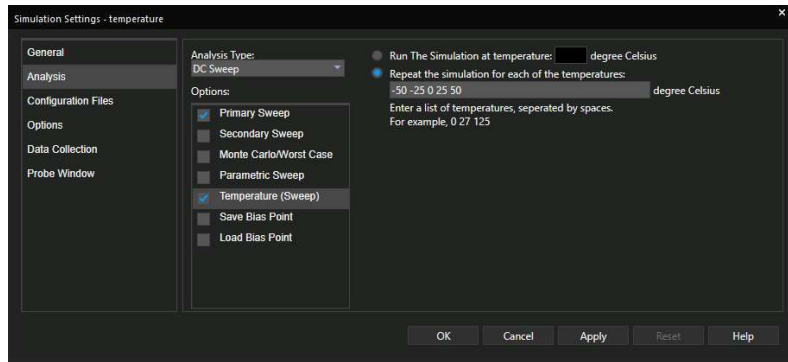 Simulation Settings - temperature
×
General
Analysis
Configuration Files
Options
Data Collection
Probe Window
Analysis Type:
DC Sweep
Options:
Primary Sweep
Secondary Sweep
Monte Carlo/Worst Case
Parametric Sweep
Temperature (Sweep)
Save Bias Point
Load Bias Point
Run The Simulation at temperature: degree Celsius
Repeat the simulation for each of the temperatures:
-50 -25 0 25 50 degree Celsius
Enter a list of temperatures, seperated by spaces.
For example, 0 27 125
OK Cancel Apply Reset Help